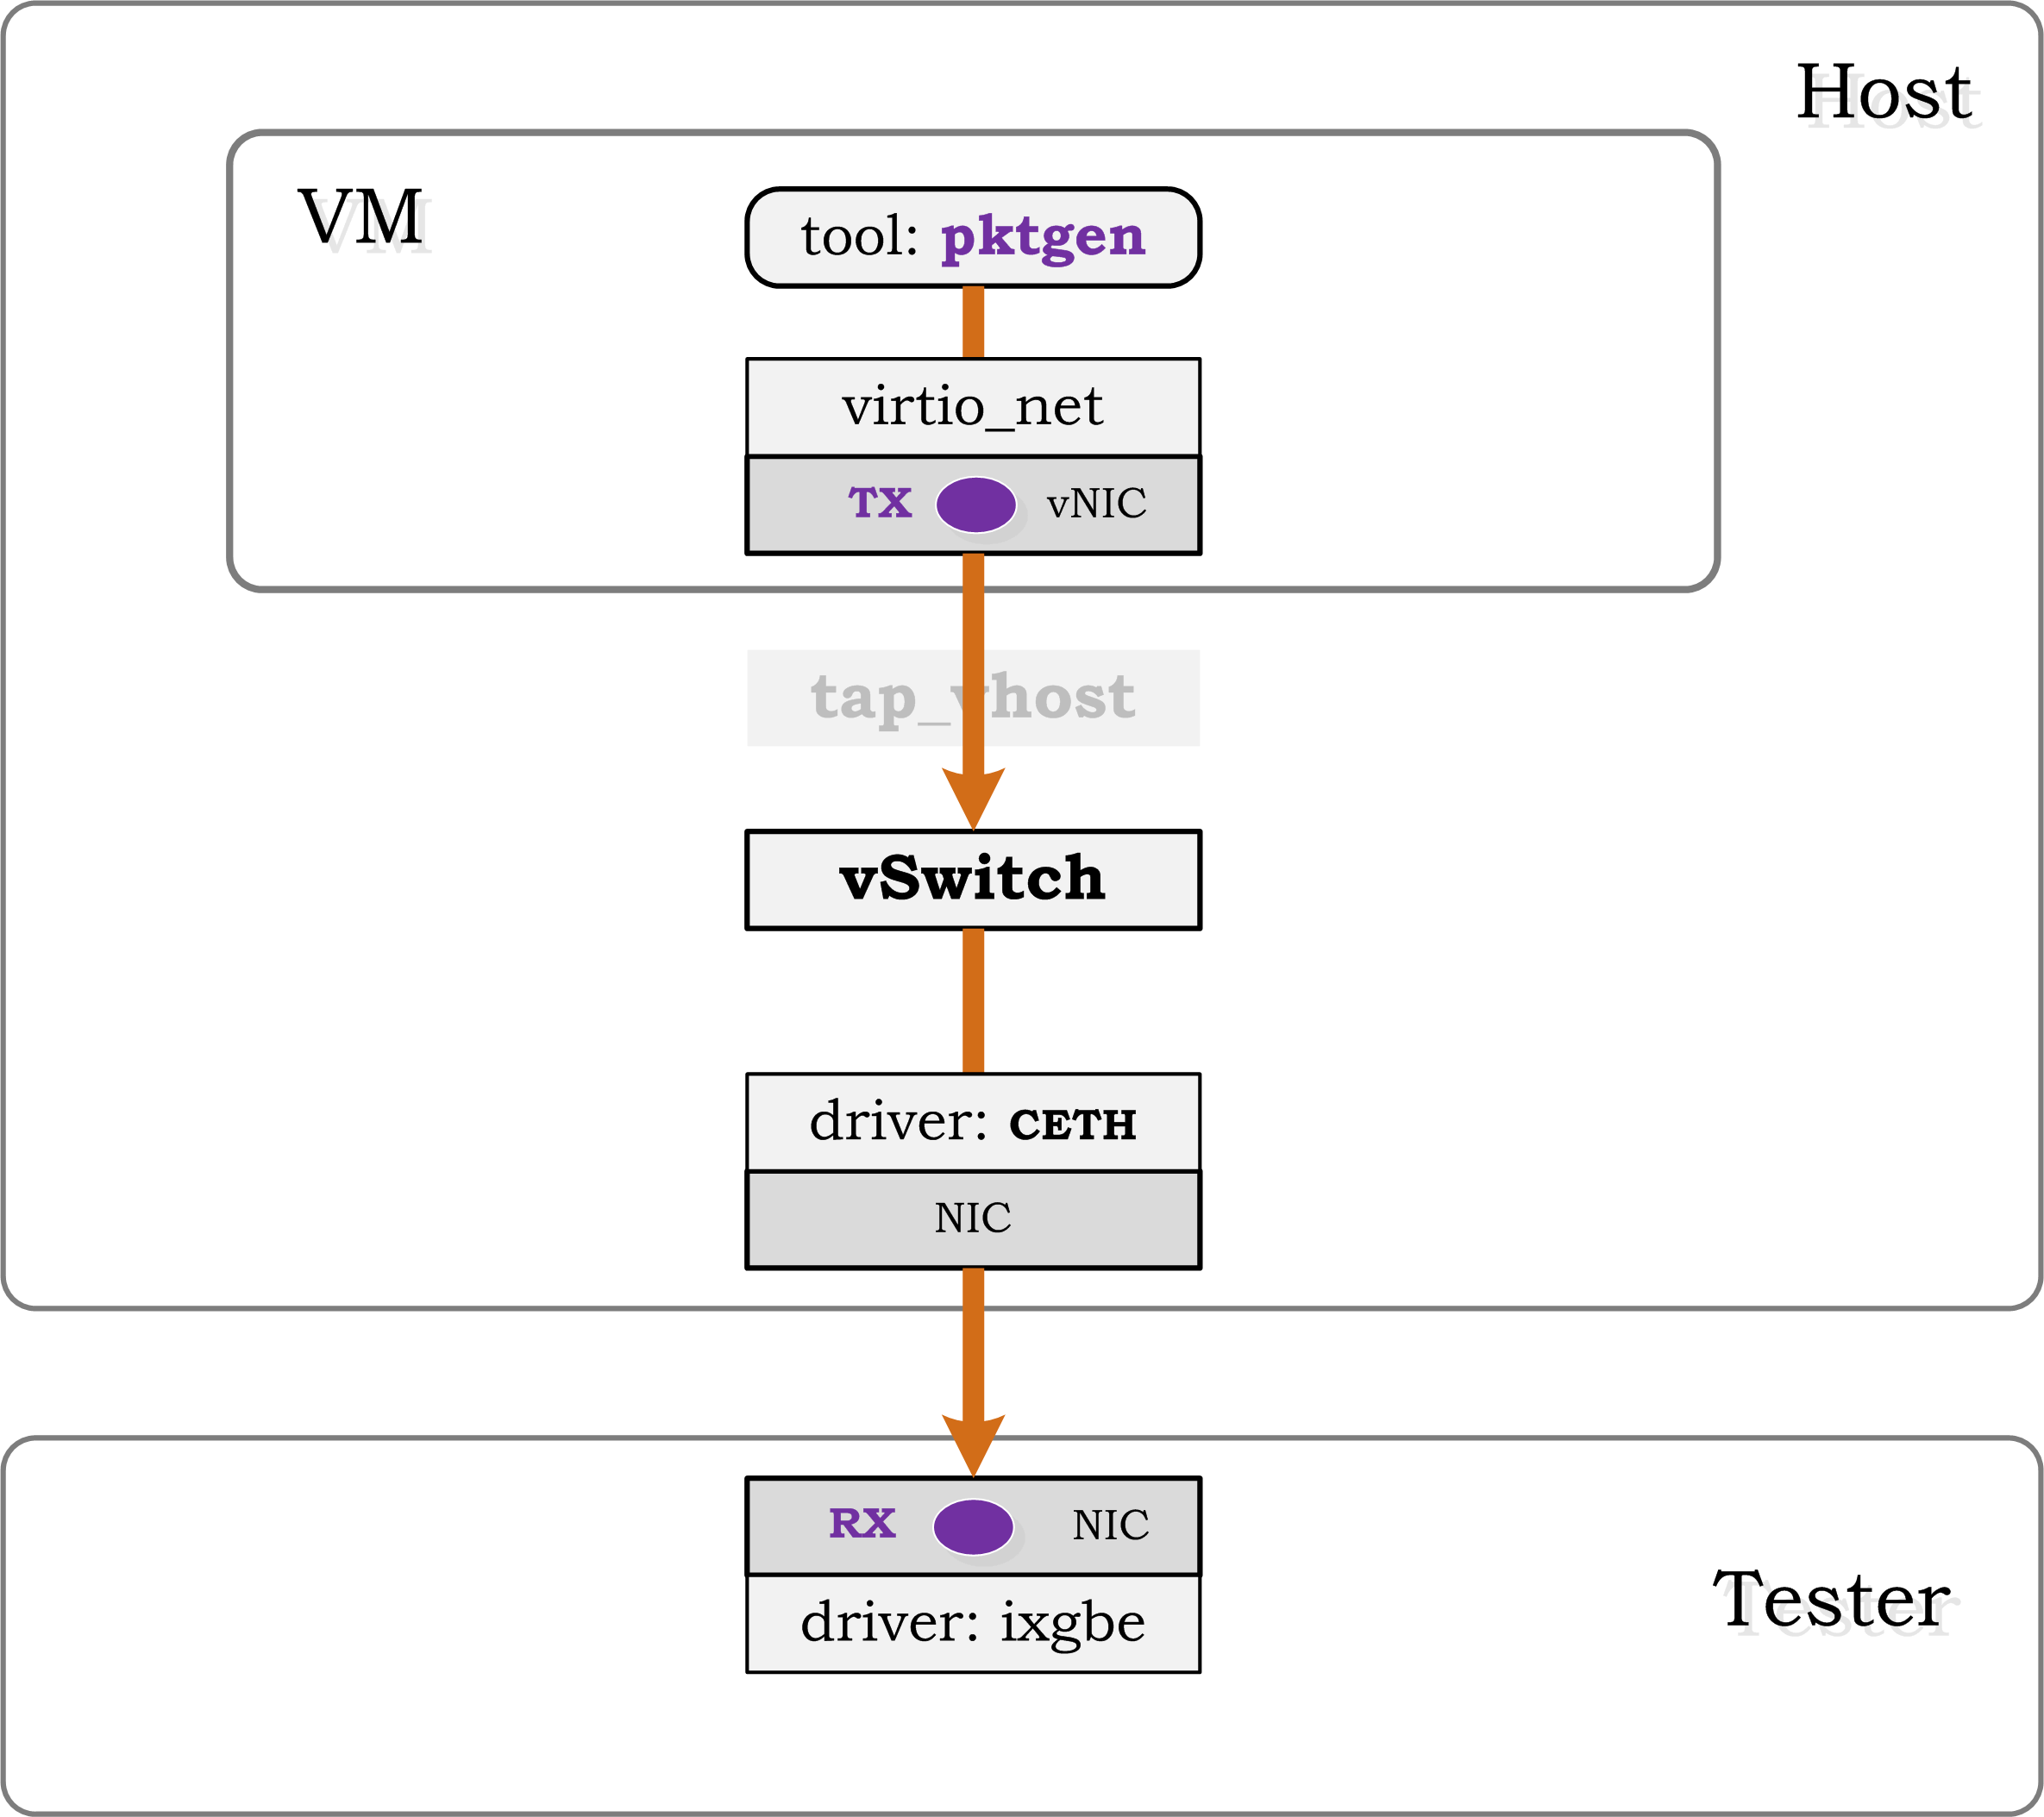 Host
VM
tool: pktgen
virtio_net
TX vNIC
tap_vhost
vSwitch
driver: CETH
NIC
RX NIC
driver: ixgbe
Tester